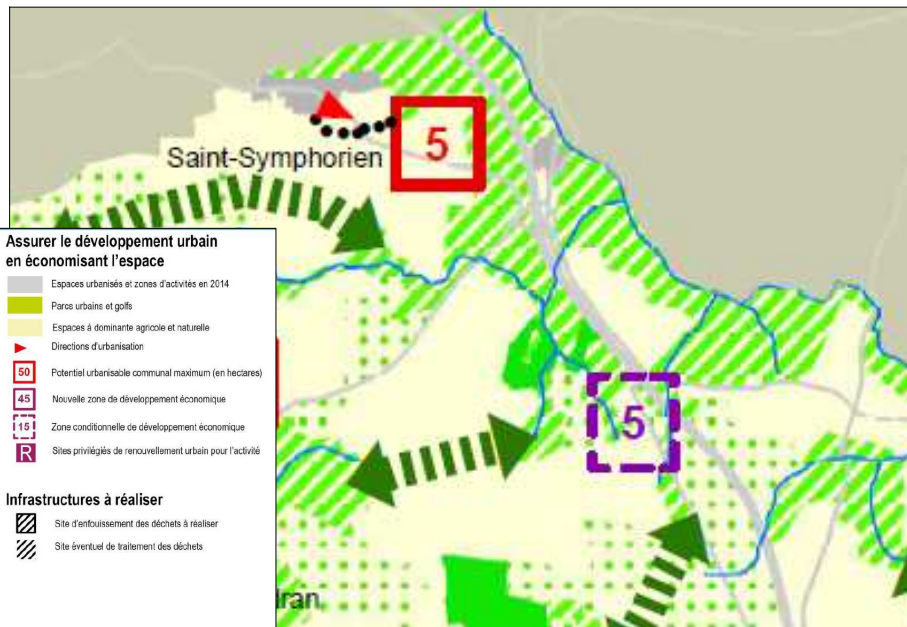 5
Saint-Symphorien
Assurer le développement urbain
en économisant l'espace
Espaces urbanisés et zones d'activités en 2014
Parcs urbains et golfs
Espaces à dominante agricole et naturelle
Directions d'urbanisation
50 Potentiel urbanisable communal maximum (en hectares)
45 Nouvelle zone de développement économique
15 Zone conditionnelle de développement économique
R Sites privilégiés de renouvellement urbain pour l'activité
Infrastructures à réaliser
Site d'enfouissement des déchets à réaliser
Site éventuel de traitement des déchets
5